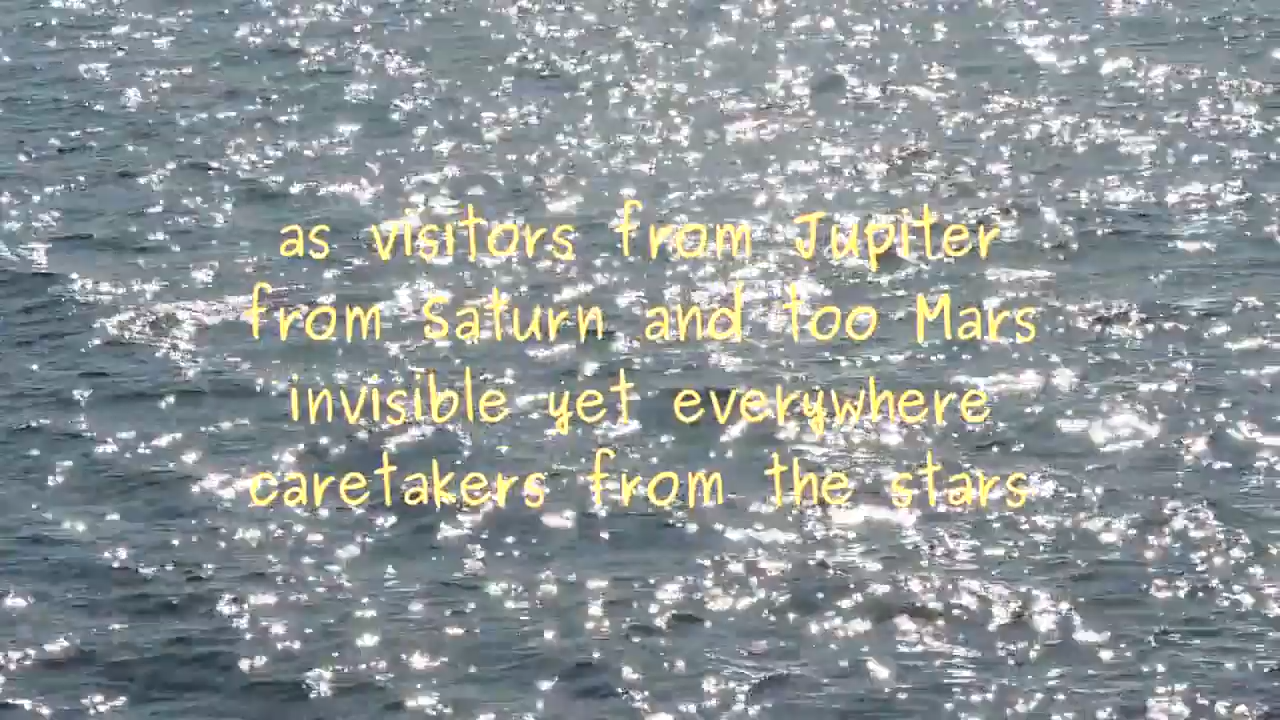 as visitors from Jupiter
from Saturn and too Mars
invisible yet everywhere
caretakers from the stars